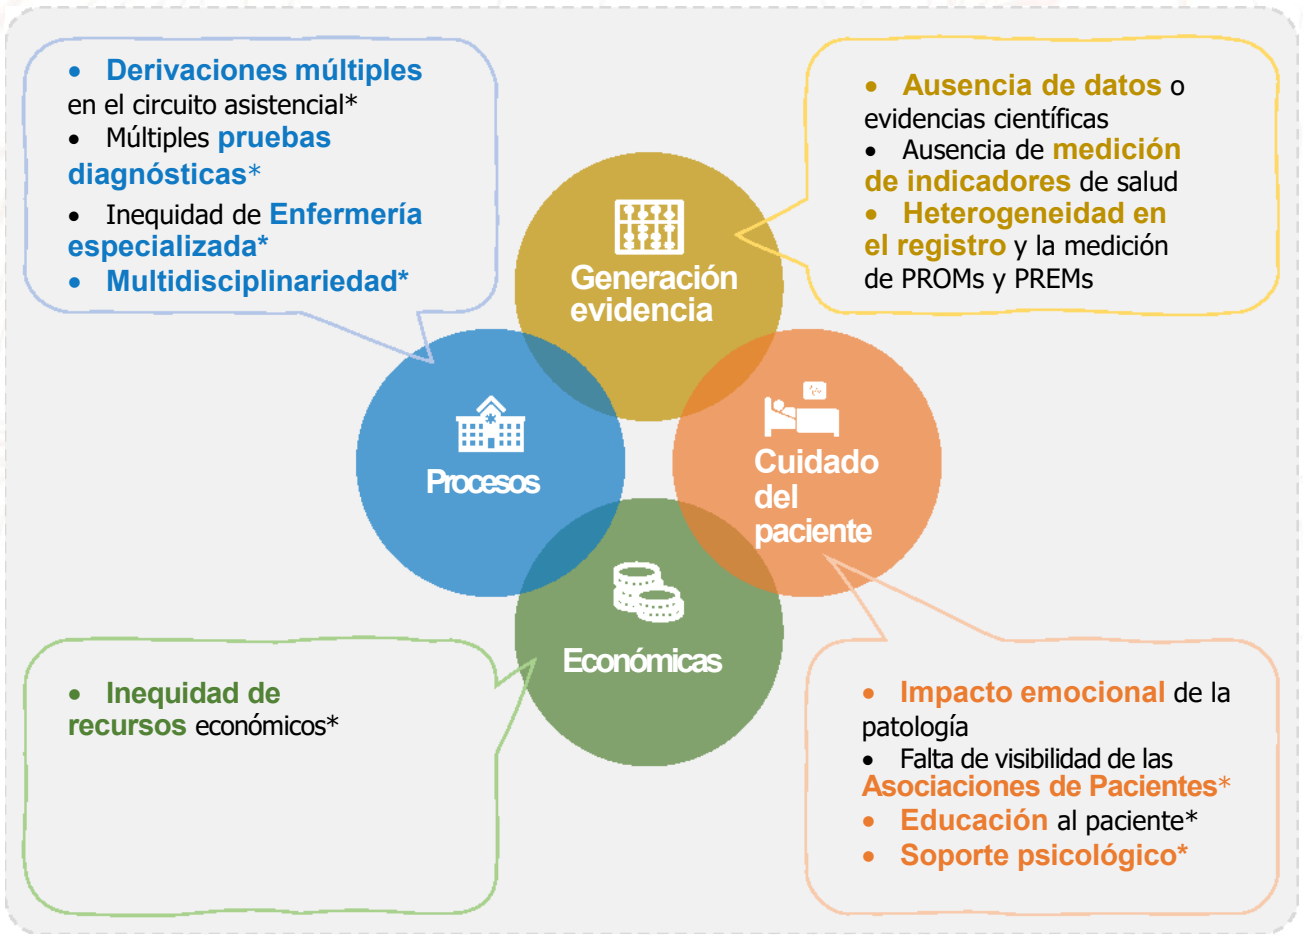 • Derivaciones múltiples
en el circuito asistencial*
• Múltiples pruebas
diagnósticas*
• Inequidad de Enfermería
especializada*
• Multidisciplinariedad*
• Ausencia de datos o
evidencias científicas
• Ausencia de medición
de indicadores de salud
• Heterogeneidad en
el registro y la medición
de PROMs y PREMs
Generación
evidencia
Procesos
Cuidado
del
paciente
Económicas
• Inequidad de
recursos económicos*
• Impacto emocional de la
patología
• Falta de visibilidad de las
Asociaciones de Pacientes*
• Educación al paciente*
• Soporte psicológico*